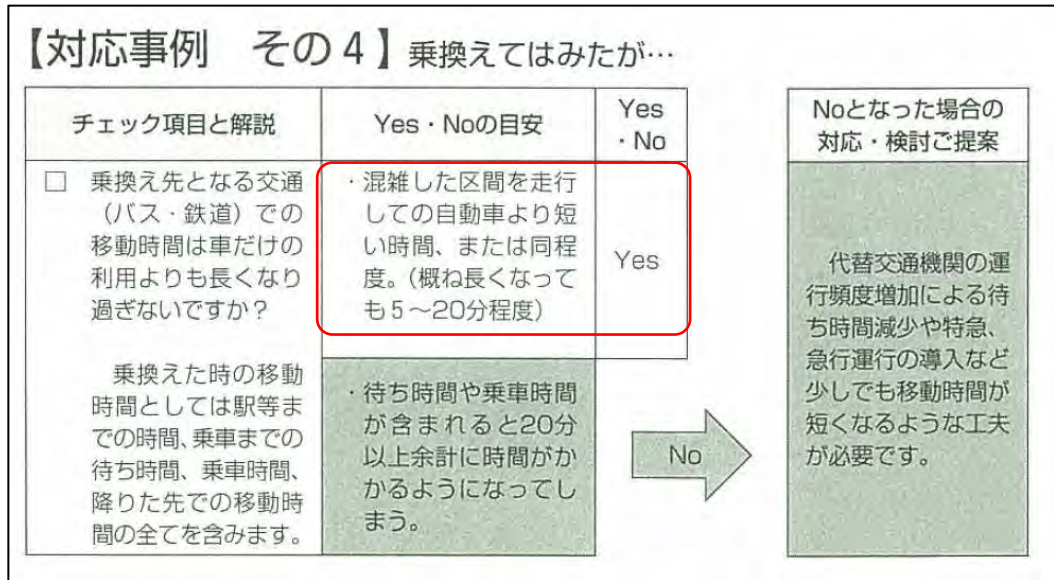 【対応事例　その４】乗換えてはみたが…
チェック項目と解説
Yes・Noの目安
Yes
・No
Noとなった場合の
対応・検討ご提案
□　乗換え先となる交通
（バス・鉄道）での
移動時間は車だけの
利用よりも長くなり
過ぎないですか？
乗換えた時の移動
時間としては駅等ま
での時間、乗車までの
待ち時間、乗車時間、
降りた先での移動時
間の全てを含みます。
・混雑した区間を走行
しての自動車より短
い時間、または同程
度。（概ね長くなって
も５～20分程度）
Yes
・待ち時間や乗車時間
が含まれると20分
以上余計に時間がか
かるようになってし
まう。
No
代替交通機関の運
行頻度増加による待
ち時間減少や特急、
急行運行の導入など
少しでも移動時間が
短くなるような工夫
が必要です。